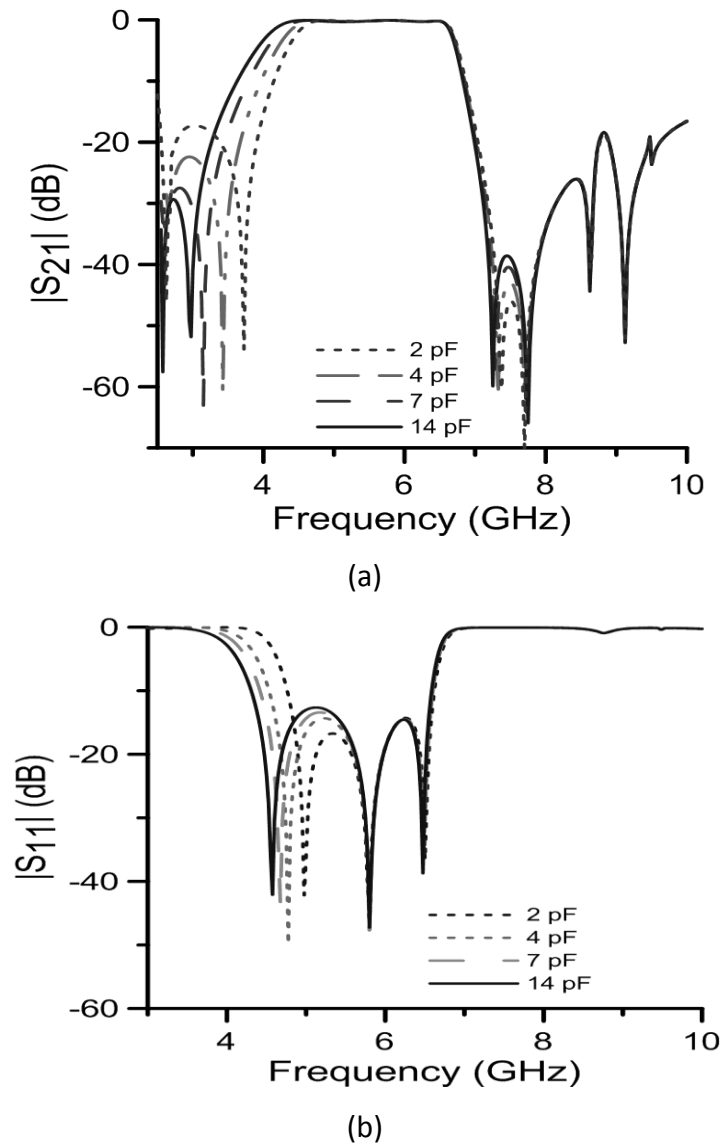 0
-20
-40
-60
|S21| (dB)
2 pF
4 pF
7 pF
14 pF
4
6
8
10
Frequency (GHz)
(a)
0
-20
-40
-60
|S11| (dB)
2 pF
4 pF
7 pF
14 pF
4
6
8
10
Frequency (GHz)
(b)